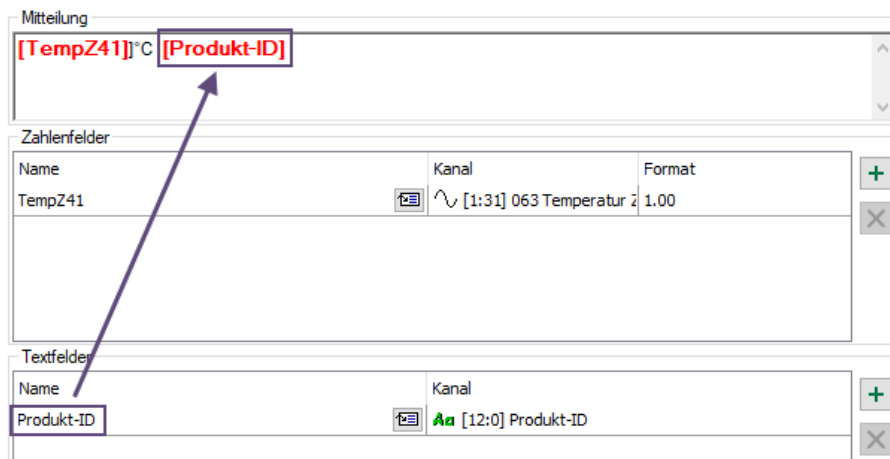 Mitteilung
[TempZ41]]°C [Produkt-ID]
Zahlenfelder
Name Kanal Format
TempZ41 [1:31] 063 Temperatur Z 1.00
Textfelder
Name Kanal
Produkt-ID Aa [12:0] Produkt-ID